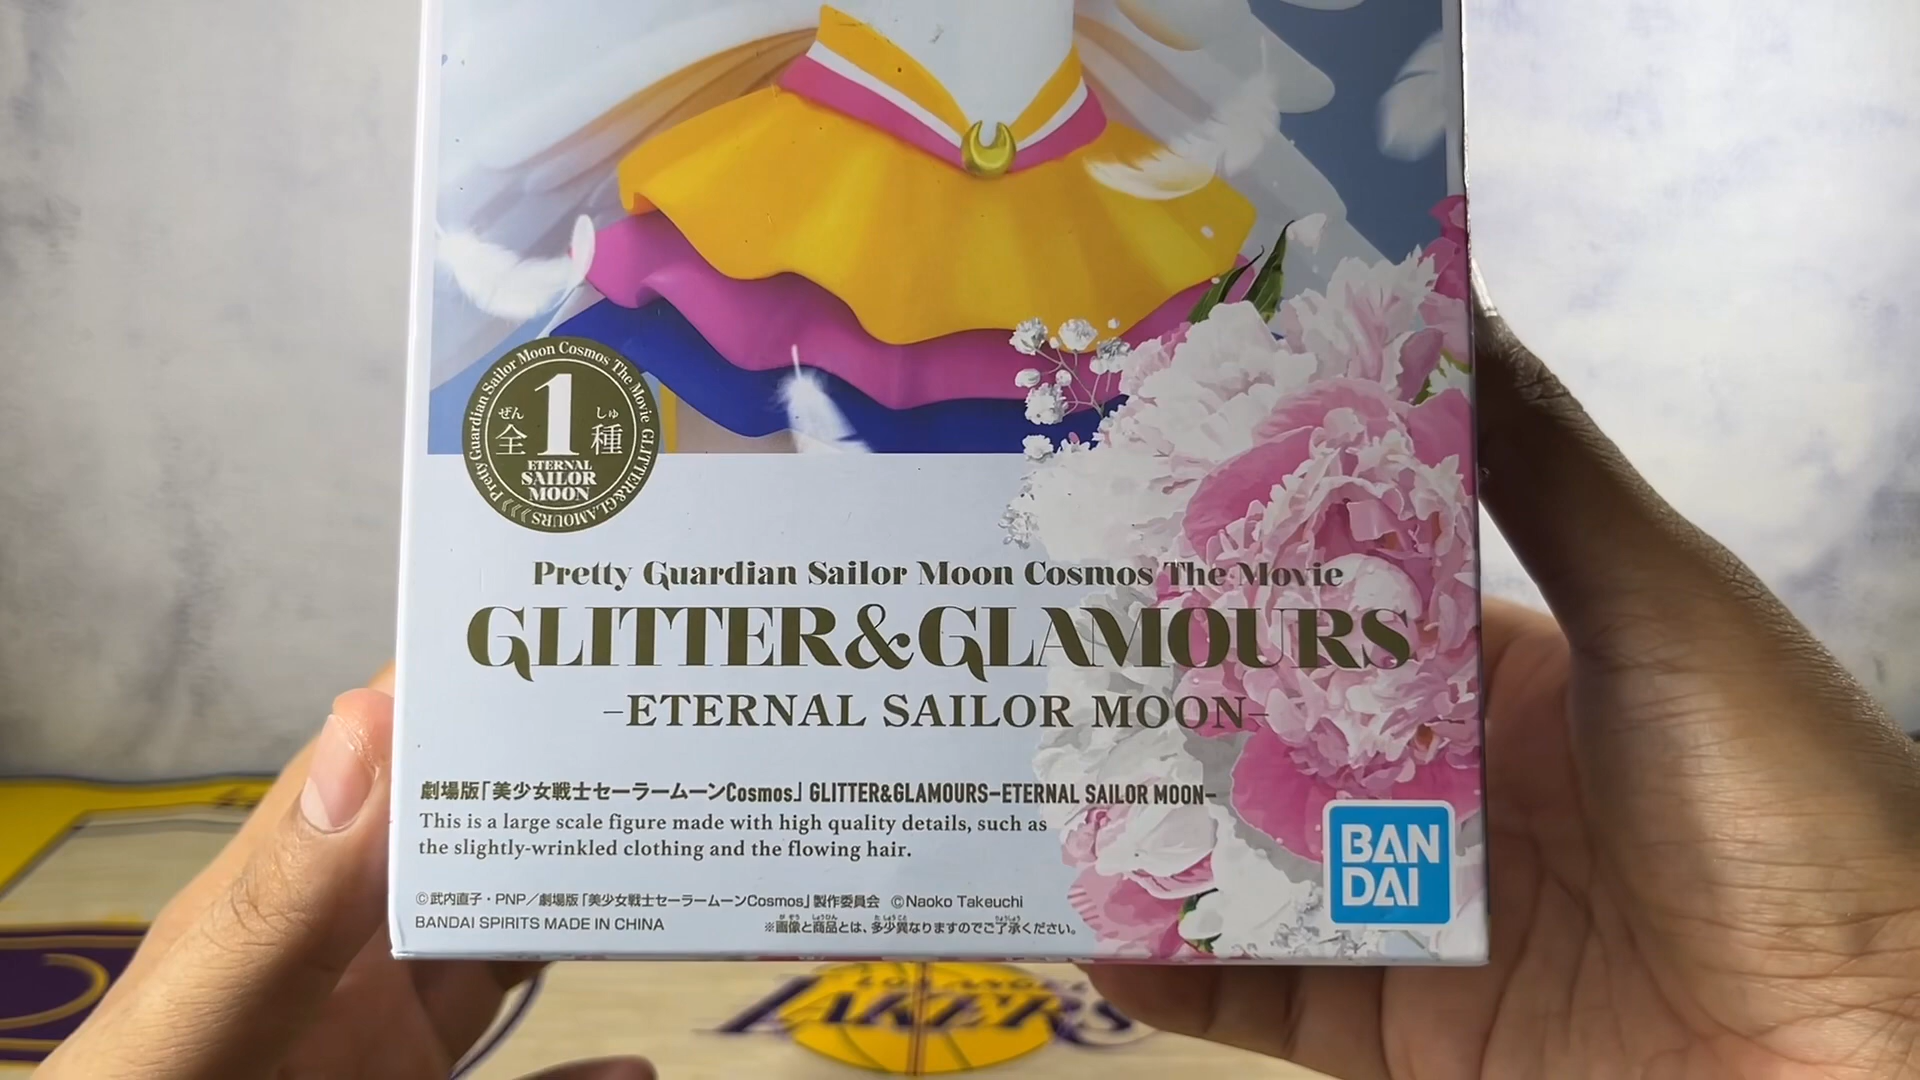 Pretty Guardian Sailor Moon Cosmos The Movie GLITTER&GLAMOURS
ぜん しゅ
全1種
ETERNAL
SAILOR
MOON
Pretty Guardian Sailor Moon Cosmos The Movie
GLITTER&GLAMOURS
-ETERNAL SAILOR MOON-
劇場版「美少女戦士セーラームーンCosmos」 GLITTER&GLAMOURS-ETERNAL SAILOR MOON-
This is a large scale figure made with high quality details, such as
the slightly-wrinkled clothing and the flowing hair.
©武内直子・PNP/劇場版「美少女戦士セーラームーンCosmos」製作委員会 ©Naoko Takeuchi
BANDAI SPIRITS MADE IN CHINA
※画像と商品とは、多少異なりますのでご了承ください。
BAN
DAI
LOS ANGELES
LAKERS